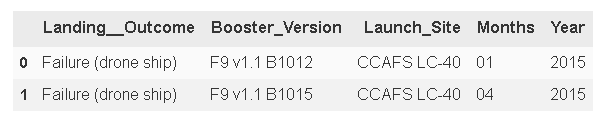 Landing__Outcome Booster_Version Launch_Site Months Year
0 Failure (drone ship) F9 v1.1 B1012 CCAFS LC-40 01 2015
1 Failure (drone ship) F9 v1.1 B1015 CCAFS LC-40 04 2015